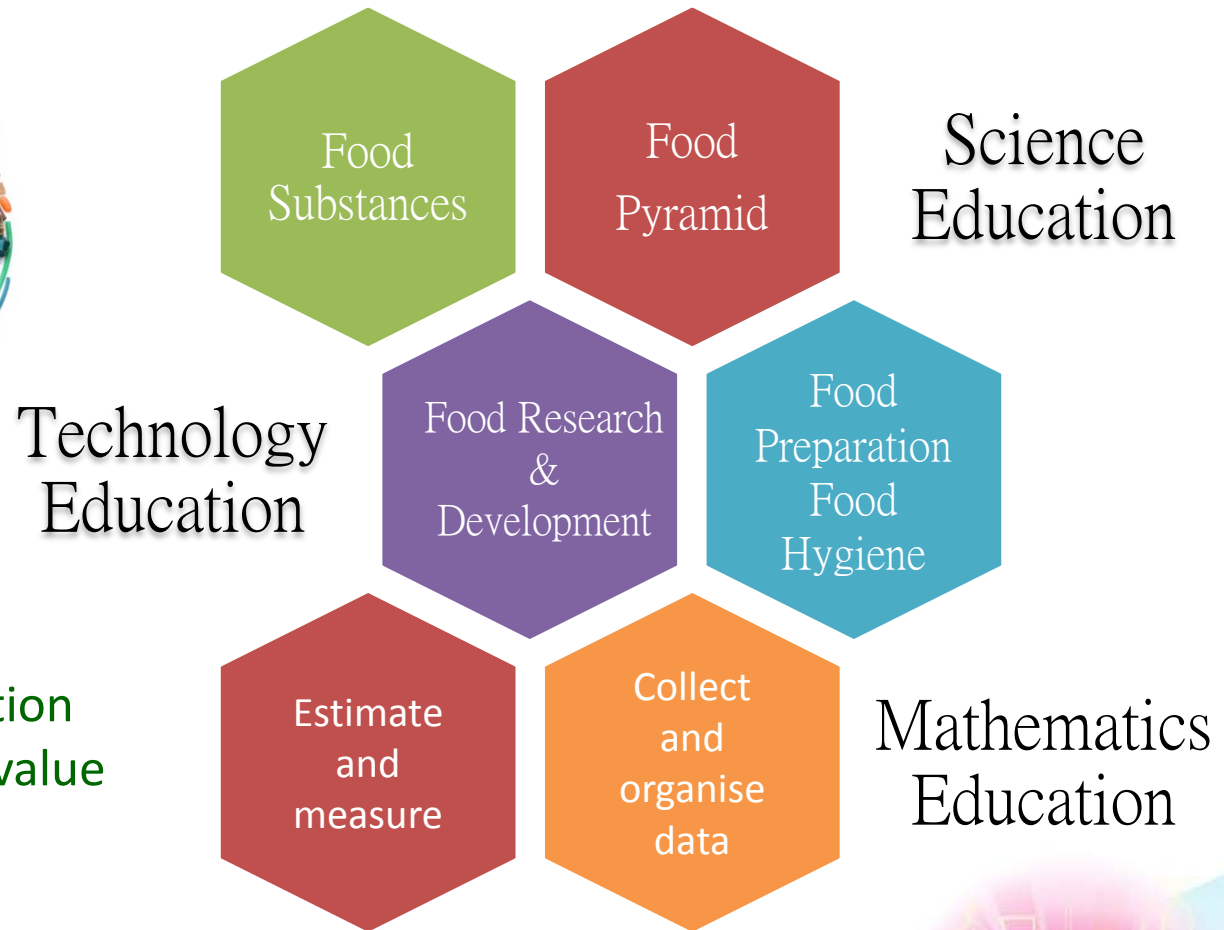 Food
Substances
Food
Pyramid
Science
Education
Technology
Education
Food Research
&
Development
Food
Preparation
Food
Hygiene
value
Estimate
and
measure
Collect
and
organise
data
Mathematics
Education